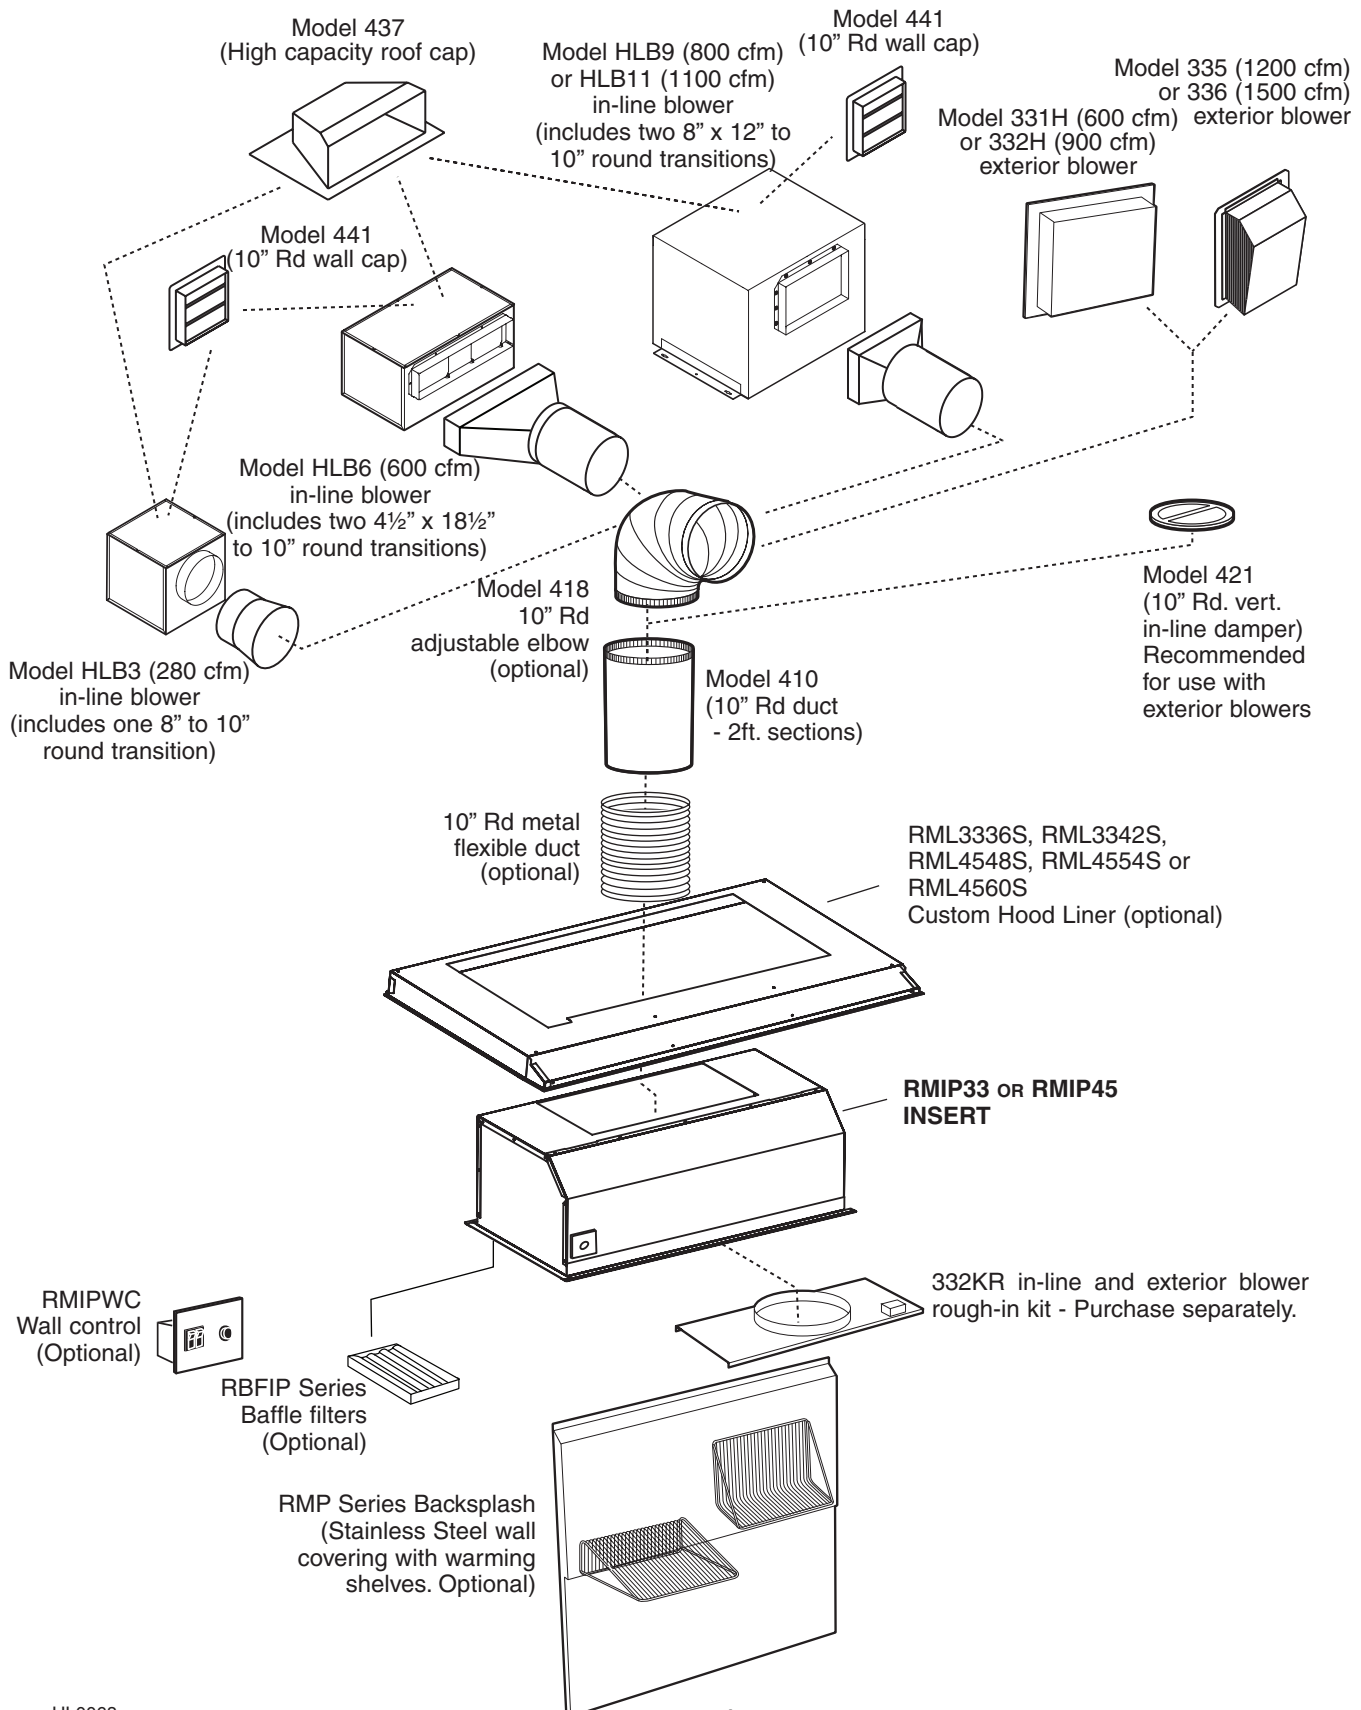 Model 437
(High capacity roof cap)
Model HLB9 (800 cfm)
or HLB11 (1100 cfm)
in-line blower
(includes two 8” x 12” to
10” round transitions)
Model 441
(10” Rd wall cap)
Model 335 (1200 cfm)
or 336 (1500 cfm)
exterior blower
Model 331H (600 cfm)
or 332H (900 cfm)
exterior blower
Model 441
(10” Rd wall cap)
Model HLB6 (600 cfm)
in-line blower
(includes two 4½” x 18½”
to 10” round transitions)
Model HLB3 (280 cfm)
in-line blower
(includes one 8” to 10”
round transition)
Model 418
10” Rd
adjustable elbow
(optional)
Model 421
(10” Rd. vert.
in-line damper)
Recommended
for use with
exterior blowers
Model 410
(10” Rd duct
- 2ft. sections)
10” Rd metal
flexible duct
(optional)
RML3336S, RML3342S,
RML4548S, RML4554S or
RML4560S
Custom Hood Liner (optional)
RMIP33 OR RMIP45
INSERT
332KR in-line and exterior blower
rough-in kit - Purchase separately.
RMIPWC
Wall control
(Optional)
RBFIP Series
Baffle filters
(Optional)
RMP Series Backsplash
(Stainless Steel wall
covering with warming
shelves. Optional)